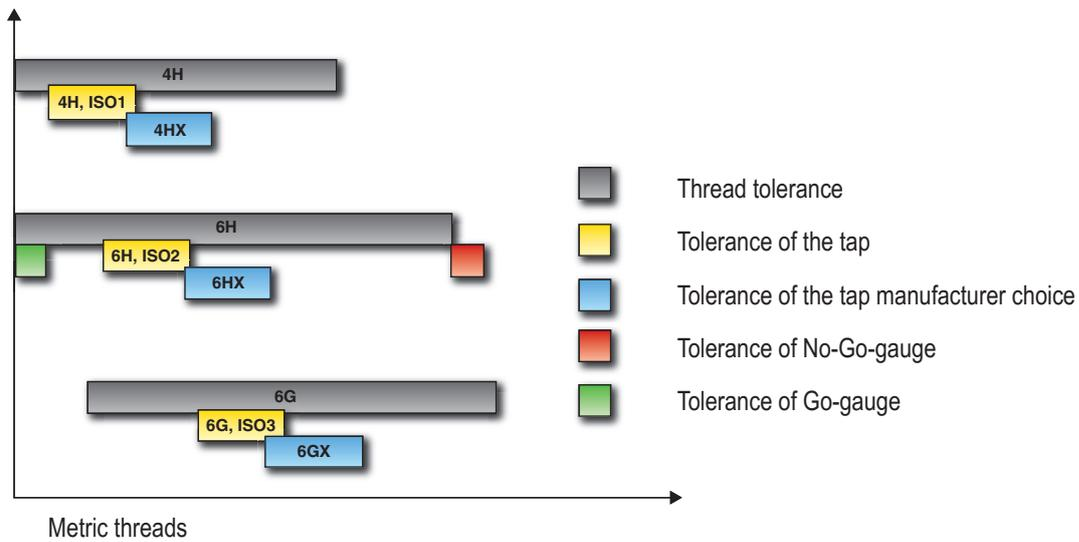 4H
4H, ISO1
4HX
6H
6H, ISO2
6HX
6G
6G, ISO3
6GX
Thread tolerance
Tolerance of the tap
Tolerance of the tap manufacturer choice
Tolerance of No-Go-gauge
Tolerance of Go-gauge
Metric threads